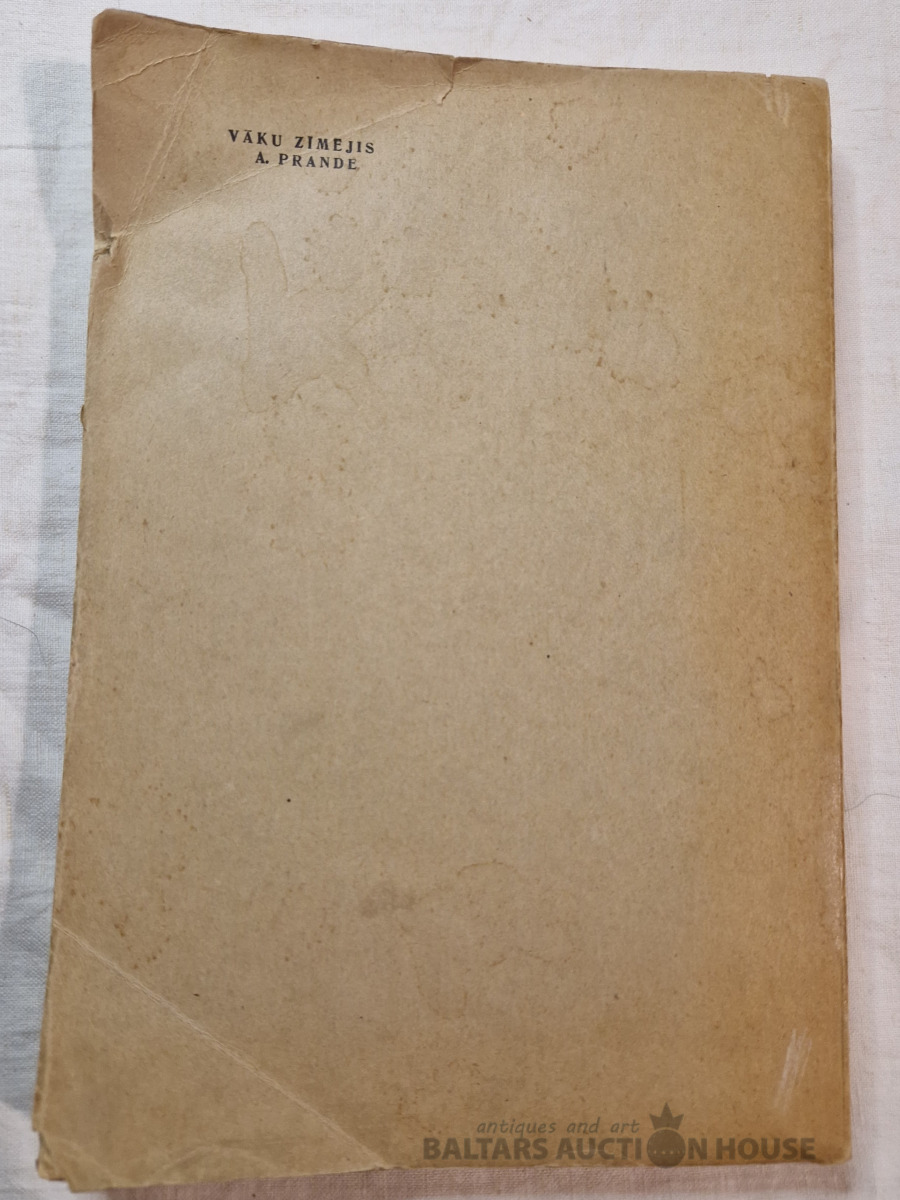 VĀKU ZĪMĒJIS
A. PRANDE
antiques and art
BALTARS AUCTION HOUSE